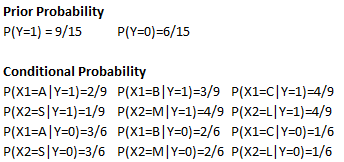 Prior Probability
P(Y=1) = 9/15 P(Y=0)=6/15
Conditional Probability
P(X1=A|Y=1)=2/9 P(X1=B|Y=1)=3/9 P(X1=C|Y=1)=4/9
P(X2=S|Y=1)=1/9 P(X2=M|Y=1)=4/9 P(X2=L|Y=1)=4/9
P(X1=A|Y=0)=3/6 P(X1=B|Y=0)=2/6 P(X1=C|Y=0)=1/6
P(X2=S|Y=0)=3/6 P(X2=M|Y=0)=2/6 P(X2=L|Y=0)=1/6